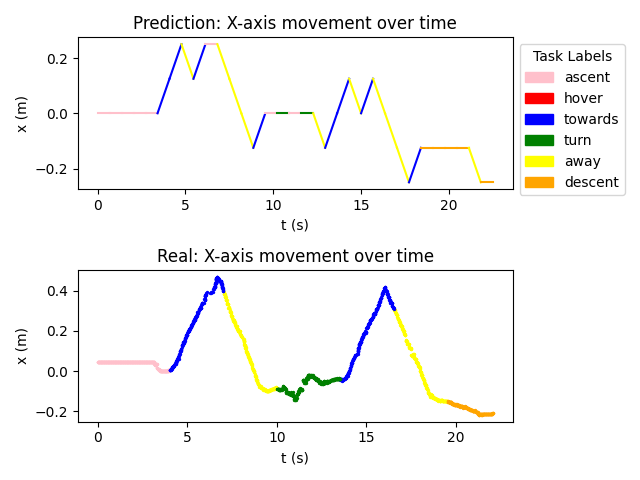 Prediction: X-axis movement over time
x (m)
0.2
0.0
−0.2
0
5
10
15
20
t (s)
Task Labels
ascent
hover
towards
turn
away
descent
Real: X-axis movement over time
x (m)
0.4
0.2
0.0
−0.2
0
5
10
15
20
t (s)